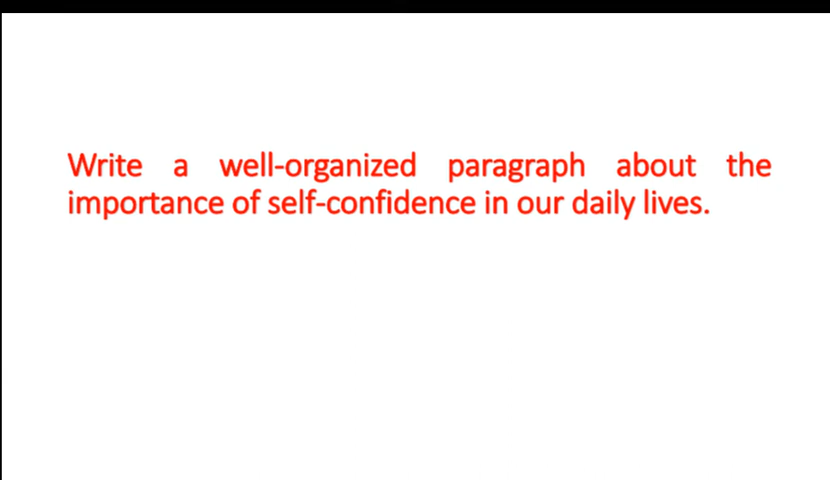 Write a well-organized paragraph about the
importance of self-confidence in our daily lives.